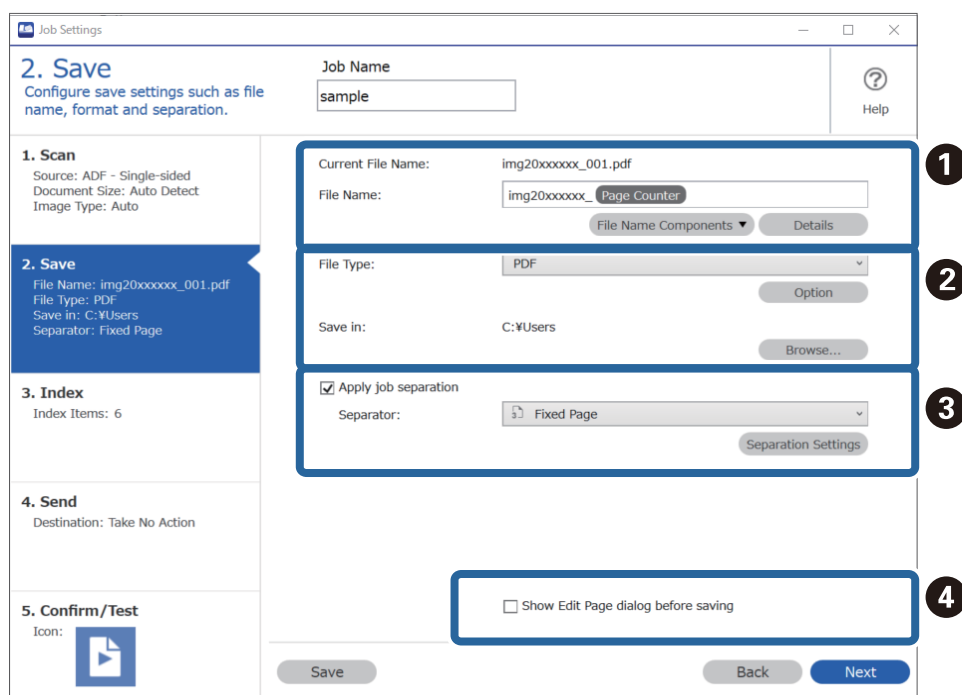 Job Settings
2. Save
Configure save settings such as file
name, format and separation.
Job Name
sample
?
Help
1. Scan
Source: ADF - Single-sided
Document Size: Auto Detect
Image Type: Auto
2. Save
File Name: img20xxxxxx_001.pdf
File Type: PDF
Save in: C:¥Users
Separator: Fixed Page
3. Index
Index Items: 6
4. Send
Destination: Take No Action
5. Confirm/Test
Icon:
Current File Name: img20xxxxxx_001.pdf
File Name: img20xxxxxx_ Page Counter
File Name Components ▼ Details
1
File Type: PDF
Option
Save in: C:¥Users
Browse...
2
Apply job separation
Separator: 3 Fixed Page
Separation Settings
3
Show Edit Page dialog before saving
4
Save Back Next